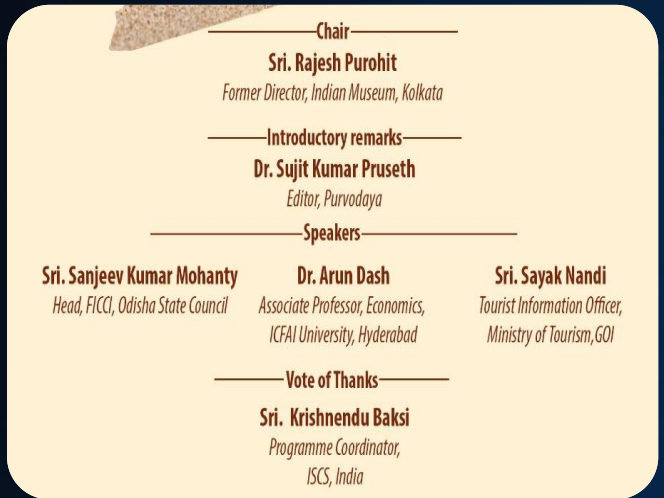 Chair
Sri. Rajesh Purohit
Former Director, Indian Museum, Kolkata
Introductory remarks
Dr. Sujit Kumar Pruseth
Editor, Purvodaya
Speakers
Sri. Sanjeev Kumar Mohanty
Head, FICCI, Odisha State Council
Dr. Arun Dash
Associate Professor, Economics,
ICFAI University, Hyderabad
Sri. Sayak Nandi
Tourist Information Officer,
Ministry of Tourism,GOI
Vote of Thanks
Sri. Krishnendu Baksi
Programme Coordinator,
ISCS, India